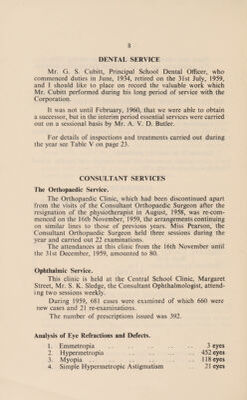 8
DENTAL SERVICE
Mr. G. S. Cubitt, Principal School Dental Officer, who
commenced duties in June, 1934, retired on the 31st July, 1959,
and I should like to place on record the valuable work which
Mr. Cubitt performed during his long period of service with the
Corporation.
It was not until February, 1960, that we were able to obtain
a successor, but in the interim period essential services were carried
out on a sessional basis by Mr. A. V. D. Butler.
For details of inspections and treatments carried out during
the year see Table V on page 23.
CONSULTANT SERVICES
The Orthopaedic Service.
The Orthopaedic Clinic, which had been discontinued apart
from the visits of the Consultant Orthopaedic Surgeon after the
resignation of the physiotherapist in August, 1958, was re-com-
menced on the 16th November, 1959, the arrangements continuing
on similar lines to those of previous years. Miss Pearson, the
Consultant Orthopaedic Surgeon held three sessions during the
year and carried out 22 examinations.
The attendances at this clinic from the 16th November until
the 31st December, 1959, amounted to 80.
Ophthalmic Service.
This clinic is held at the Central School Clinic, Margaret
Street, Mr. S. K. Sledge, the Consultant Ophthalmologist, attend-
ing two sessions weekly.
During 1959, 681 cases were examined of which 660 were
new cases and 21 re-examinations.
The number of prescriptions issued was 392.
Analysis of Eye Refractions and Defects.
1. Emmetropia .. .. .. .. 3 eyes
2. Hypermetropia .. .. .. .. 452 eyes
3. Myopia .. .. .. .. 118 eyes
4. Simple Hypermetropic Astigmatism .. 21 eyes